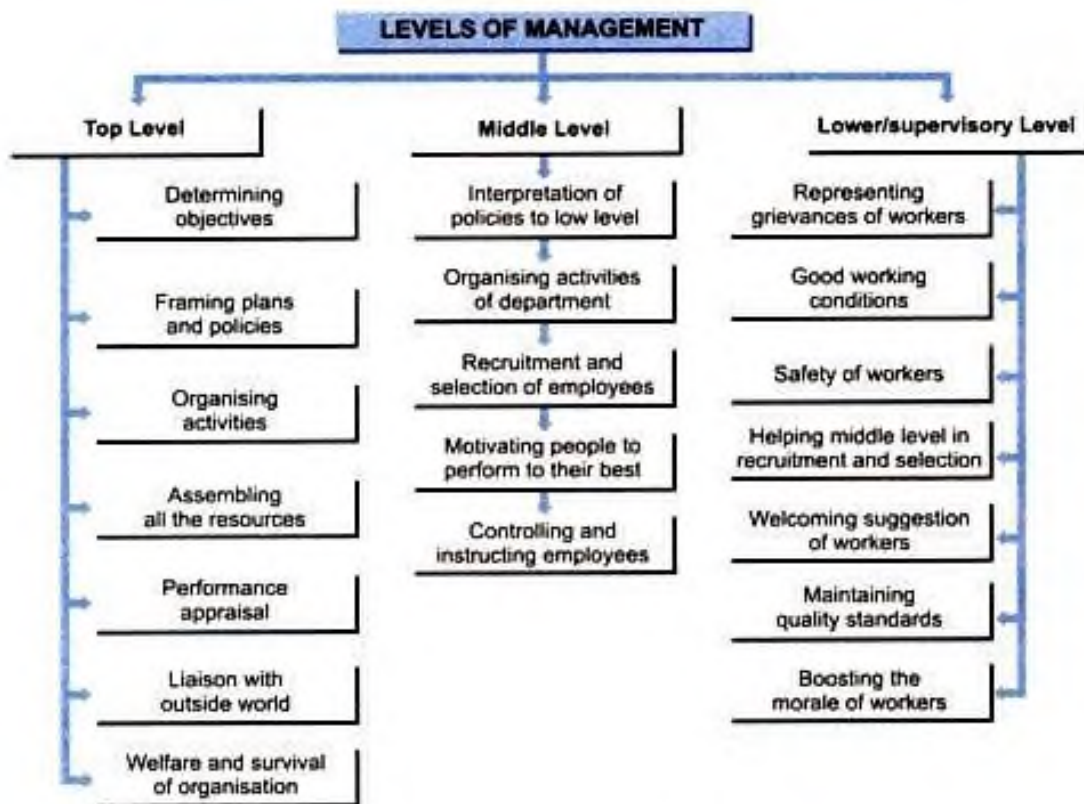 LEVELS OF MANAGEMENT
Top Level
Determining
objectives
Framing plans
and policies
Organising
activities
Assembling
all the resources
Performance
appraisal
Liaison with
outside world
Welfare and survival
of organisation
Middle Level
Interpretation of
policies to low level
Organising activities
of department
Recruitment and
selection of employees
Motivating people to
perform to their best
Controlling and
instructing employees
Lower/supervisory Level
Representing
grievances of workers
Good working
conditions
Safety of workers
Helping middle level in
recruitment and selection
Welcoming suggestion
of workers
Maintaining
quality standards
Boosting the
morale of workers